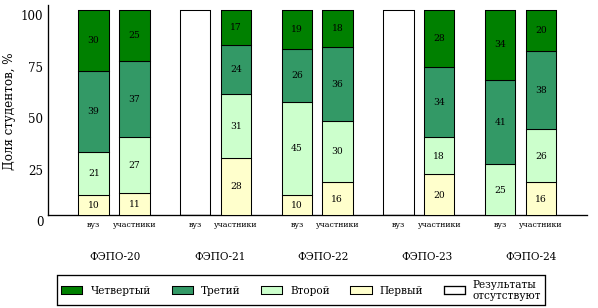 100
75
50
25
0
Доля студентов, %
30 25 17 19 18 28 34 20
39 37 24 26 36 34 41 38
21 27 31 45 30 18 25 26
10 11 28 10 16 20 16
вуз участники вуз участники вуз участники вуз участники вуз участники
ФЭПО-20 ФЭПО-21 ФЭПО-22 ФЭПО-23 ФЭПО-24
Четвертый Третий Второй Первый Результаты
отсутствуют